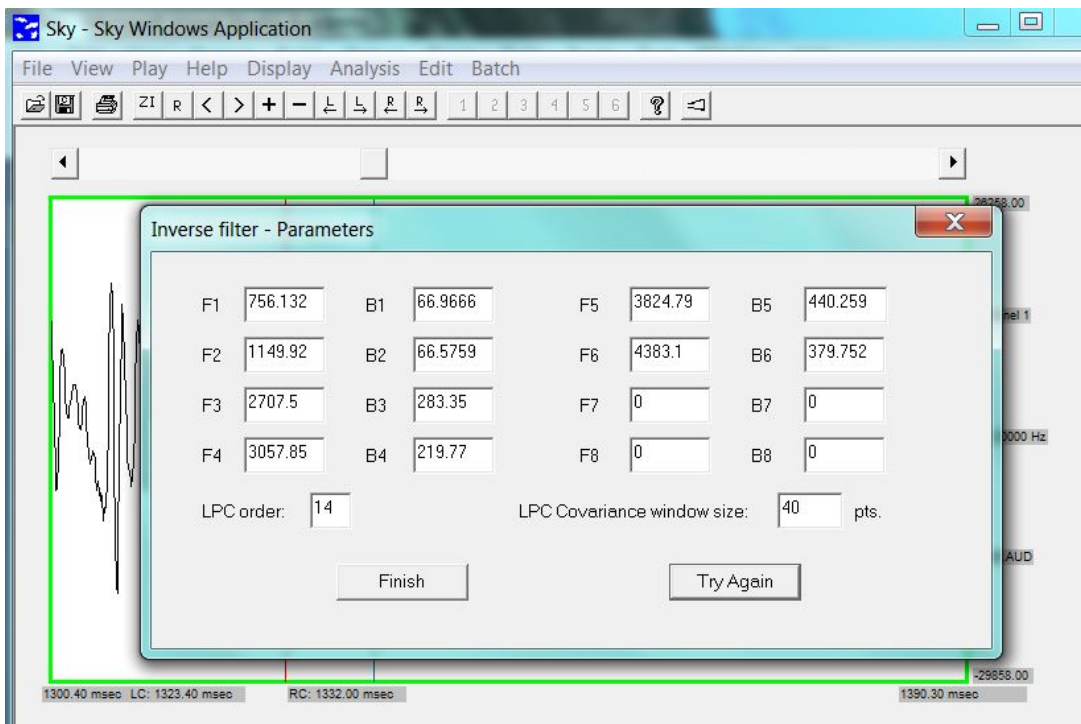 Sky - Sky Windows Application
File View Play Help Display Analysis Edit Batch
ZI R < > + - L L R R 1 2 3 4 5 6 ?
26258.00
Inverse filter - Parameters
X
F1 756.132 B1 66.9666 F5 3824.79 B5 440.259
nel 1
F2 1149.92 B2 66.5759 F6 4383.1 B6 379.752
F3 2707.5 B3 283.35 F7 0 B7 0
0000 Hz
F4 3057.85 B4 219.77 F8 0 B8 0
LPC order: 14 LPC Covariance window size: 40 pts.
AUD
Finish Try Again
-29858.00
1300.40 msec LC: 1323.40 msec RC: 1332.00 msec 1390.30 msec